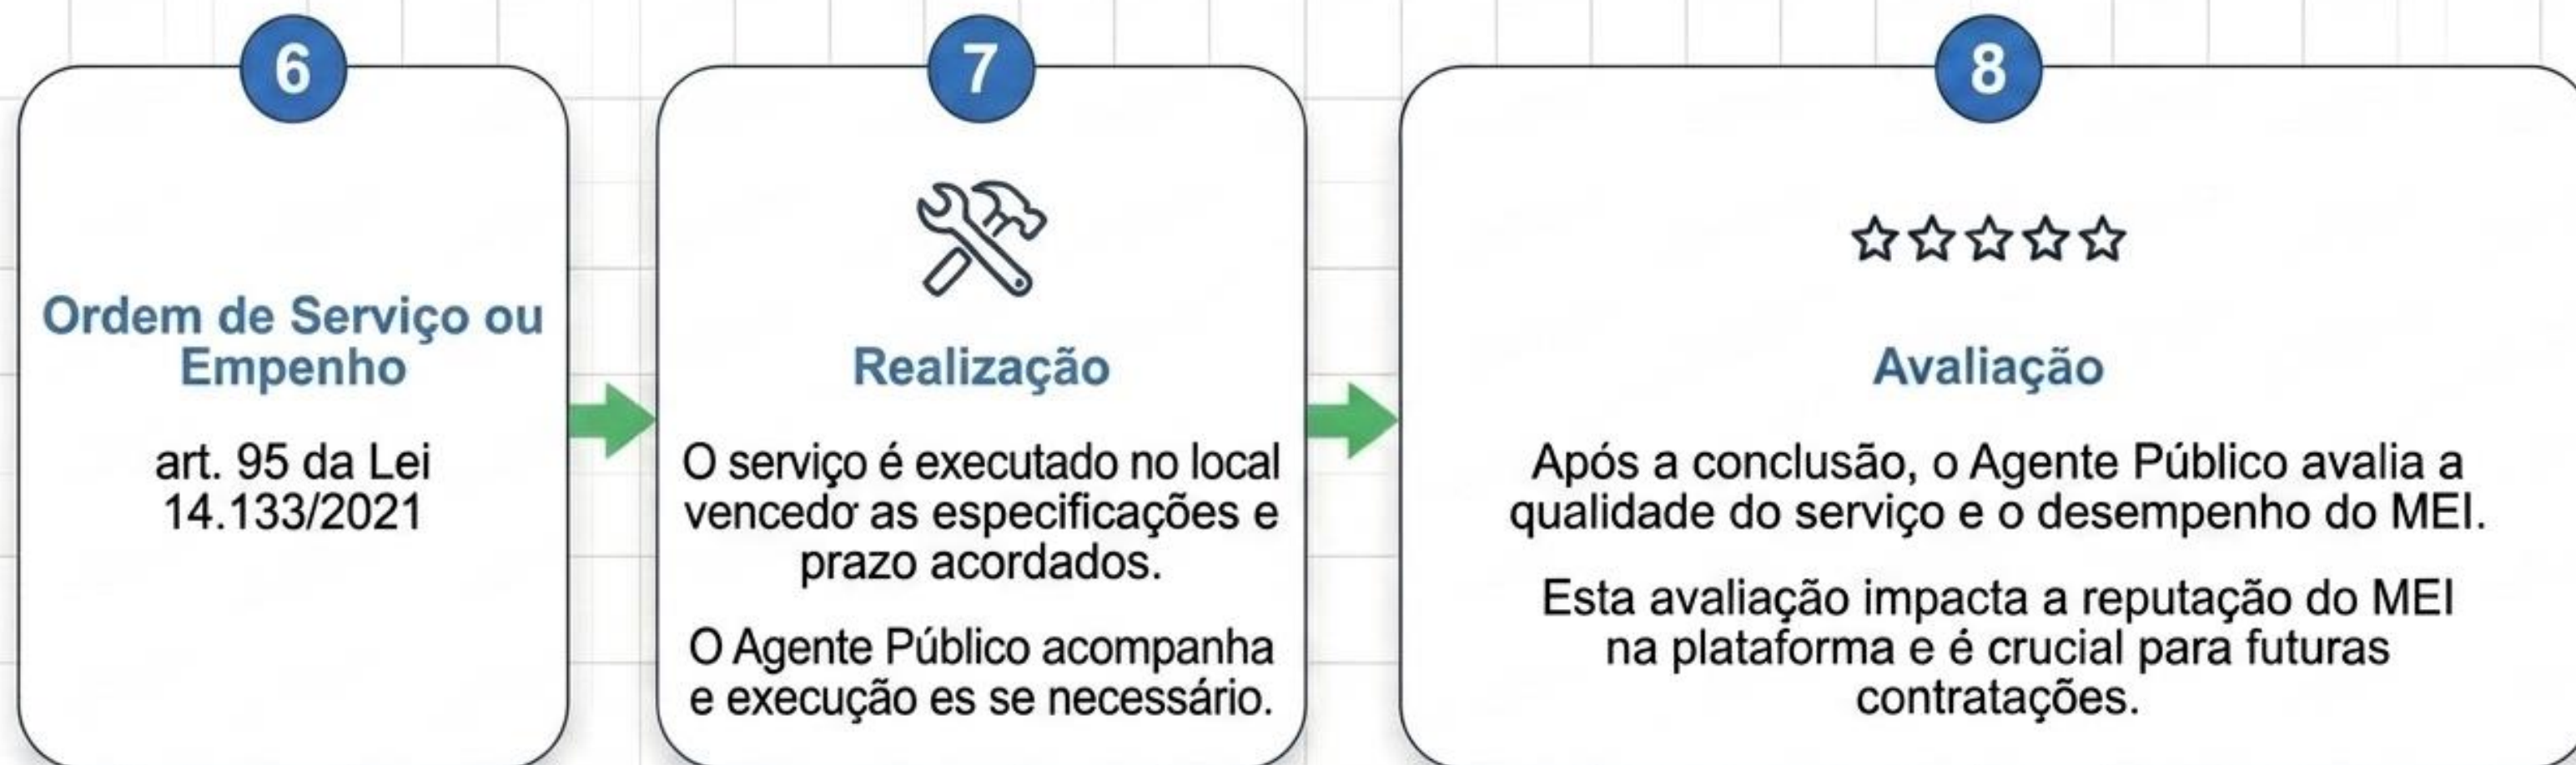 6
Ordem de Serviço ou
Empenho
art. 95 da Lei
14.133/2021
7
Realização
O serviço é executado no local
vencedor as especificações e
prazo acordados.
O Agente Público acompanha
e execução es se necessário.
8
Avaliação
Após a conclusão, o Agente Público avalia a
qualidade do serviço e o desempenho do MEI.
Esta avaliação impacta a reputação do MEI
na plataforma e é crucial para futuras
contratações.